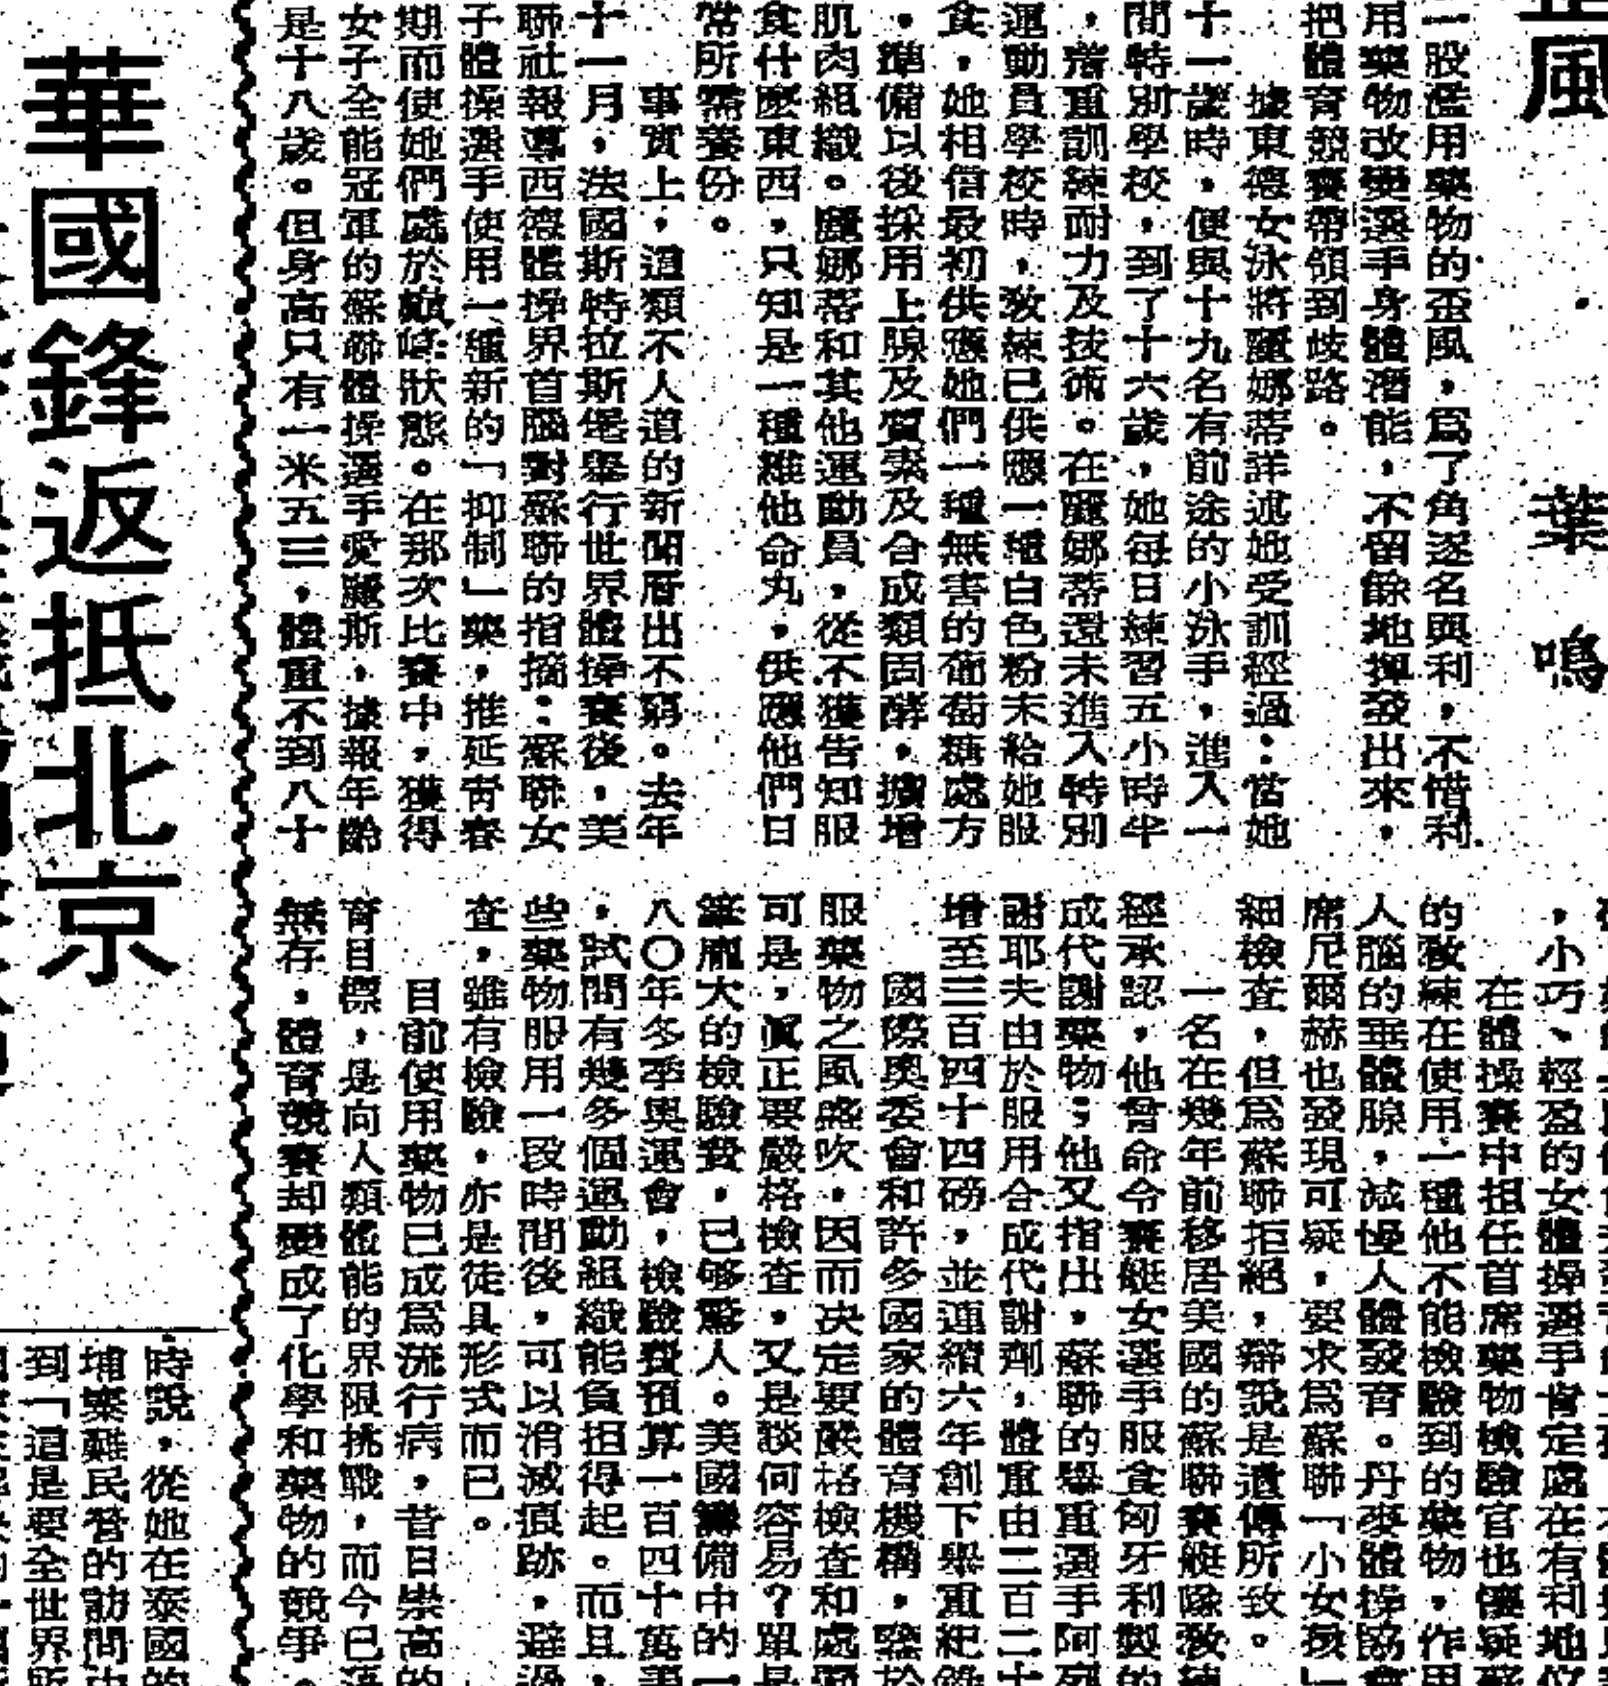 歪風
葉鳴
一股濫用藥物的歪風，爲了角逐名與利，不惜利
用藥物改變選手身體潛能，不留餘地揮發出來，
把體育競賽帶領到歧路。
據東德女泳將麗娜蒂詳述她受訓經過：當她
十一歲時，便與十九名有前途的小泳手，進入一
間特別學校，到了十六歲，她每日練習五小時半
，着重訓練耐力及技術。在麗娜蒂還未進入特別
運動員學校時，敎練已供應一種白色粉末給她服
食，她相信最初供應她們一種無害的葡萄糖處方
，準備以後採用上腺及質素及合成類固醇，擴增
肌肉組織。麗娜蒂和其他運動員，從不獲告知服
食什麼東西，只知是一種維他命丸，供應他們日
常所需養份。
事實上，這類不人道的新聞層出不窮。去年
十一月，法國斯特拉斯堡舉行世界體操賽後，美
聯社報導西德體操界首腦對蘇聯的指摘：蘇聯女
子體操選手使用一種新的「抑制」藥，推延靑春
期而使她們處於巔峰狀態。在那次比賽中，獲得
女子全能冠軍的蘇聯體操選手愛麗斯，據報年齡
是十八歲。但身高只有一米五三，體重不到八十
，小巧、輕盈的女體操選手肯定處在有利地位
在體操賽中担任首席藥物檢驗官也懷疑蘇
的敎練在使用一種他不能檢驗到的藥物，作用
人腦的垂體腺，減慢人體發育。丹麥體操協會
席尼爾赫也發現可疑，要求爲蘇聯「小女孩」
細檢查，但爲蘇聯拒絕，辯說是遺傳所致。
一名在幾年前移居美國的蘇聯賽艇隊敎練
經承認，他曾命令賽艇女選手服食匈牙利製的
成代謝藥物；他又指出，蘇聯的舉重選手阿列
謝耶夫由於服用合成代謝劑，體重由二百二十
增至三百四十四磅，並連續六年創下舉重紀錄
國際奧委會和許多國家的體育機構，鑒於
服藥物之風盛吹，因而決定要嚴格檢查和處罰
可是，眞正要嚴格檢查，又是談何容易？單是
筆龐大的檢驗費，已够驚人。美國籌備中的一
八〇年冬季奧運會，檢驗費預算一百四十萬美
，試問有幾多個運動組織能負担得起。而且，
些藥物服用一段時間後，可以消滅痕跡，避過
查，雖有檢驗，亦是徒具形式而已。
目前使用藥物已成爲流行病，昔日崇高的
育目標，是向人類體能的界限挑戰，而今已
無存，體育競賽却變成了化學和藥物的競爭。
華國鋒返抵北京
時說，從她在泰國的
埔寨難民營的訪問
到「這是要全世界